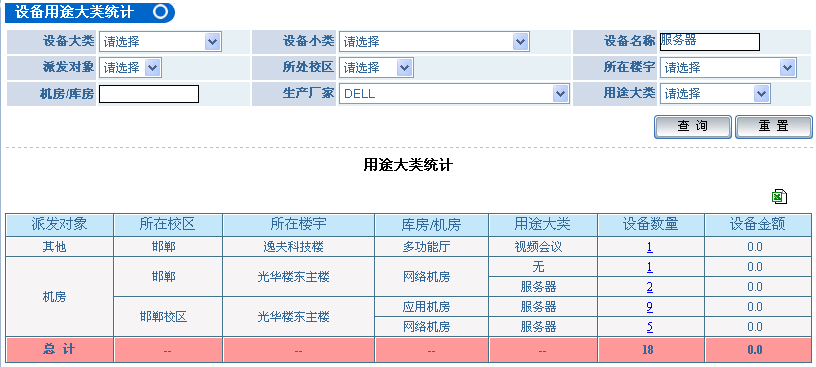 设备用途大类统计
设备大类 请选择 设备小类 请选择 设备名称 服务器
派发对象 请选择 所处校区 请选择 所在楼宇 请选择
机房/库房 生产厂家 DELL 用途大类 请选择
查 询 重 置
用途大类统计
派发对象 所在校区 所在楼宇 库房/机房 用途大类 设备数量 设备金额
其他 邯郸 逸夫科技楼 多功能厅 视频会议 1 0.0
机房 邯郸 光华楼东主楼 网络机房 无 1 0.0
服务器 2 0.0
邯郸校区 光华楼东主楼 应用机房 服务器 9 0.0
网络机房 服务器 5 0.0
总 计 -- -- -- -- 18 0.0